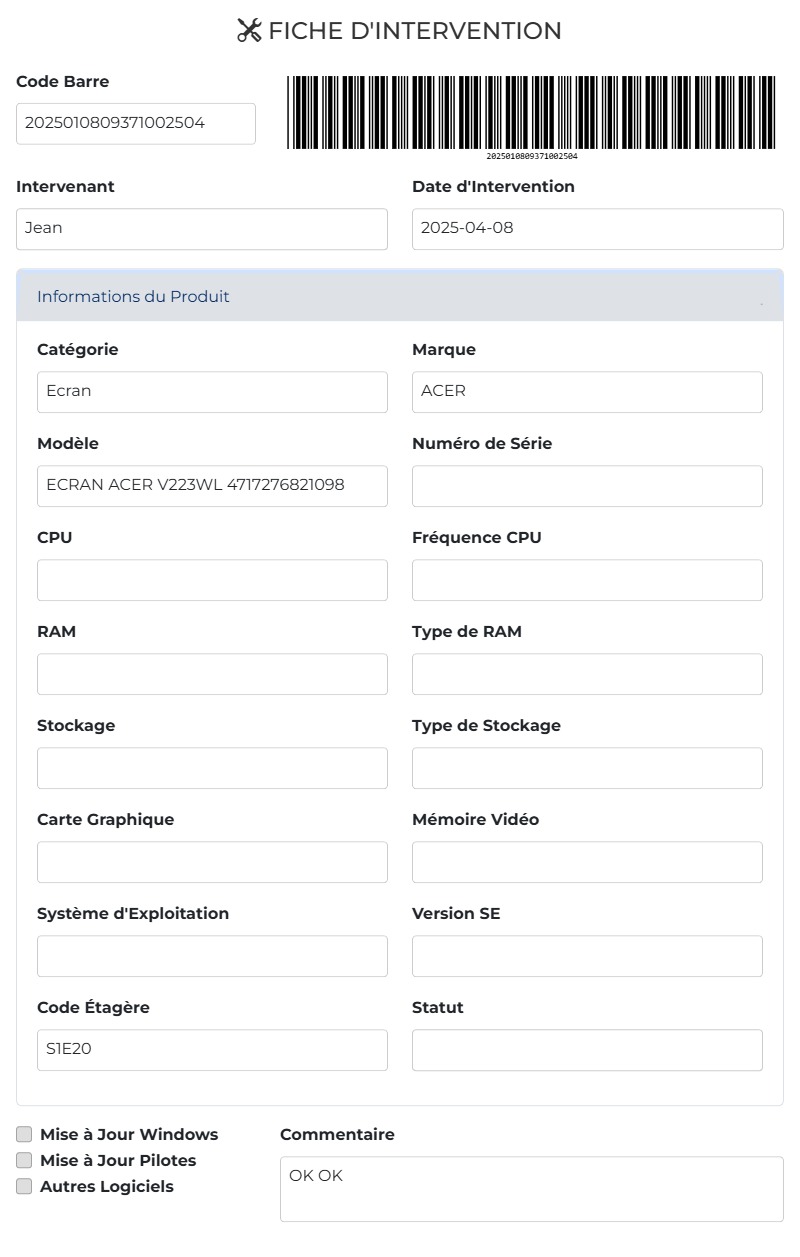 FICHE D'INTERVENTION
Code Barre
2025010809371002504
2025010809371002504
Intervenant
Date d'Intervention
Jean
2025-04-08
Informations du Produit
Catégorie
Marque
Ecran
ACER
Modèle
Numéro de Série
ECRAN ACER V223WL 4717276821098
CPU
Fréquence CPU
RAM
Type de RAM
Stockage
Type de Stockage
Carte Graphique
Mémoire Vidéo
Système d'Exploitation
Version SE
Code Étagère
Statut
S1E20
Mise à Jour Windows
Mise à Jour Pilotes
Autres Logiciels
Commentaire
OK OK